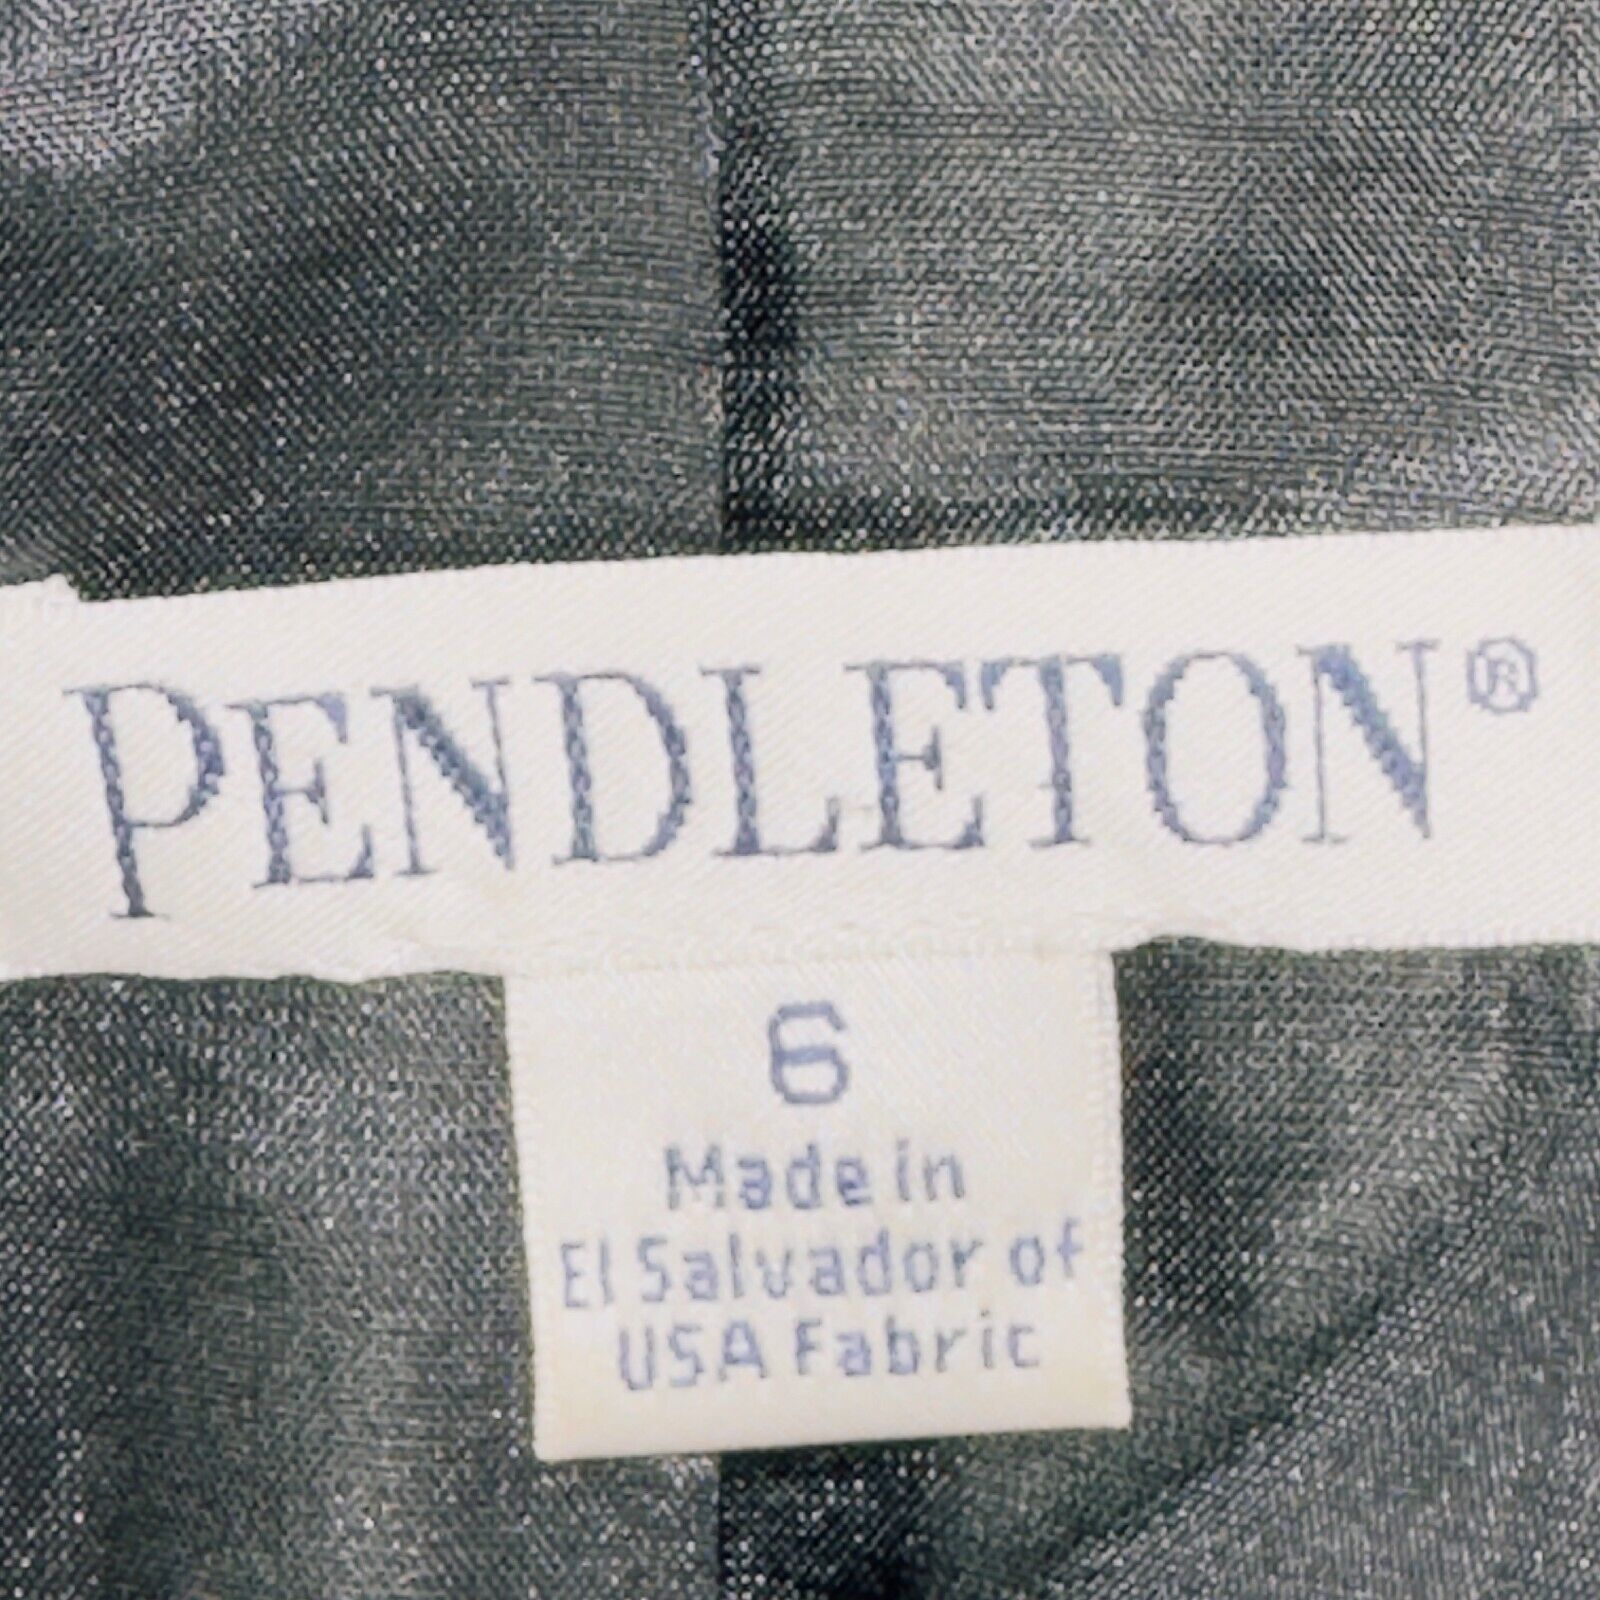 PENDLETON®
6
Made in
El Salvador of
USA Fabric